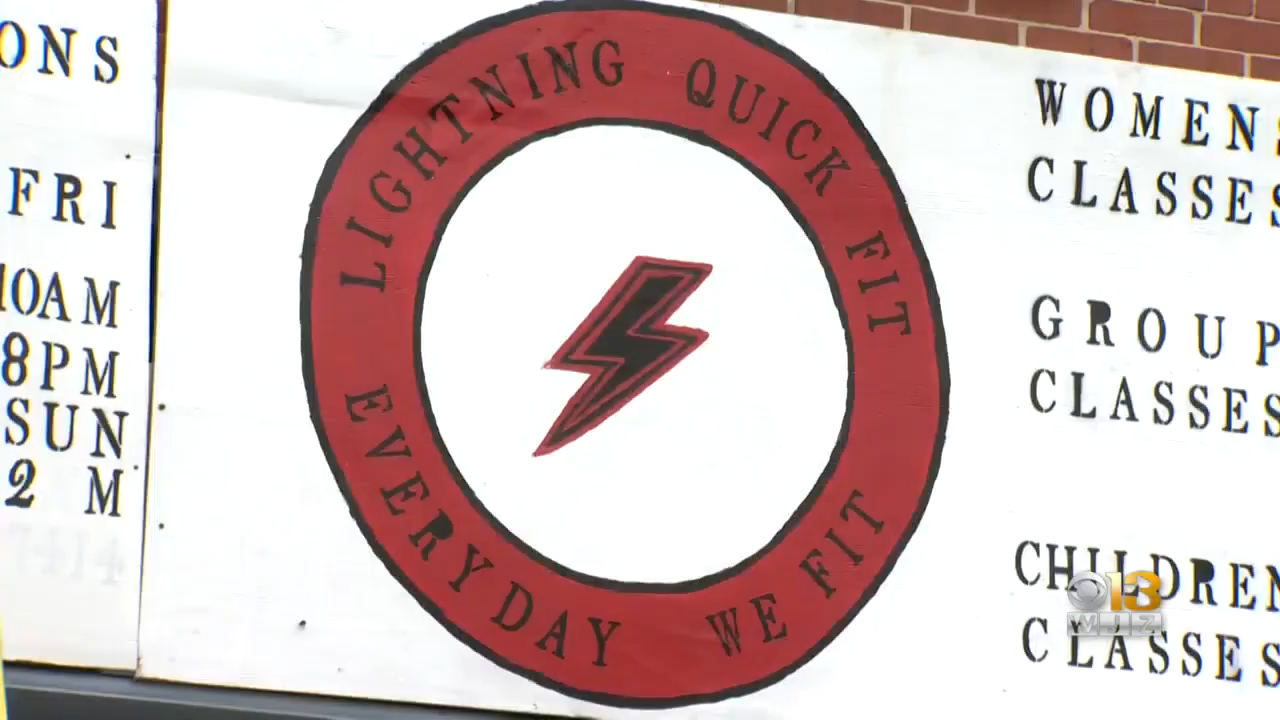 ONS
FRI
10AM
8PM
SUN
2 M
LIGHTNING QUICK FIT
EVERYDAY WE FIT
WOMENS
CLASSES
GROUP
CLASSES
CHILDREN
CLASSES
13
WJZ